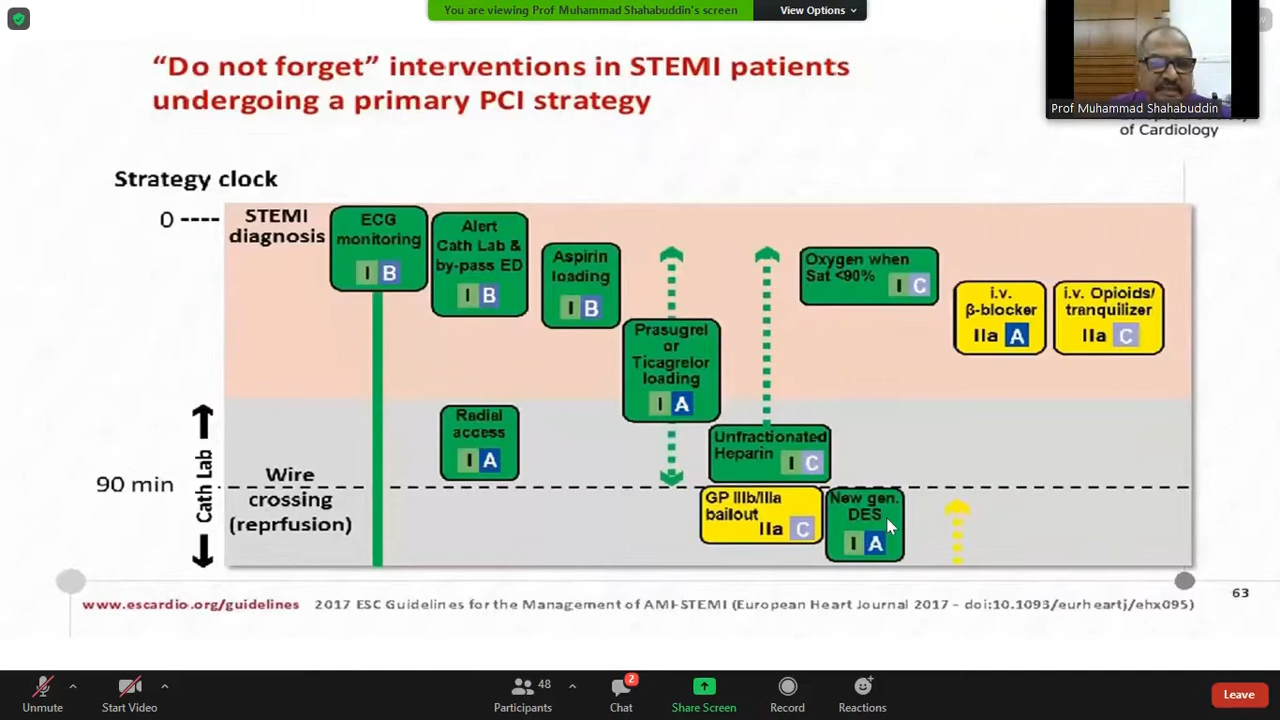 You are viewing Prof Muhammad Shahabuddin's screen
View Options
"Do not forget" interventions in STEMI patients
undergoing a primary PCI strategy
Prof Muhammad Shahabuddin
of Cardiology
Strategy clock
0 ----
STEMI
diagnosis
ECG
monitoring
I B
Alert
Cath Lab &
by-pass ED
I B
Aspirin
loading
I B
Prasugrel
or
Ticagrelor
loading
I A
Oxygen when
Sat <90%
I C
i.v.
β-blocker
IIa A
i.v. Opioids/
tranquilizer
IIa C
Radial
access
I A
Unfractionated
Heparin
I C
Cath Lab
90 min
Wire
crossing
(reprfusion)
GP IIIb/IIIa
bailout
IIa C
New gen.
DES
I A
63
www.escardio.org/guidelines 2017 ESC Guidelines for the Management of AMI-STEMI (European Heart Journal 2017 - doi:10.1093/eurheartj/ehx095)
Unmute
Start Video
48
Participants
2
Chat
Share Screen
Record
Reactions
Leave